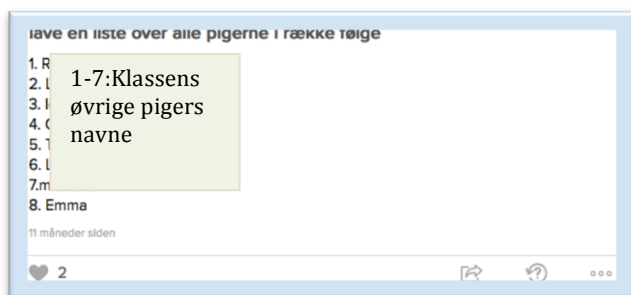 lave en liste over alle pigerne i række følge
1. R
2. L
3. I
4.
5. T
6. L
7.m
8. Emma
1-7:Klassens
øvrige pigers
navne
11 måneder siden
2